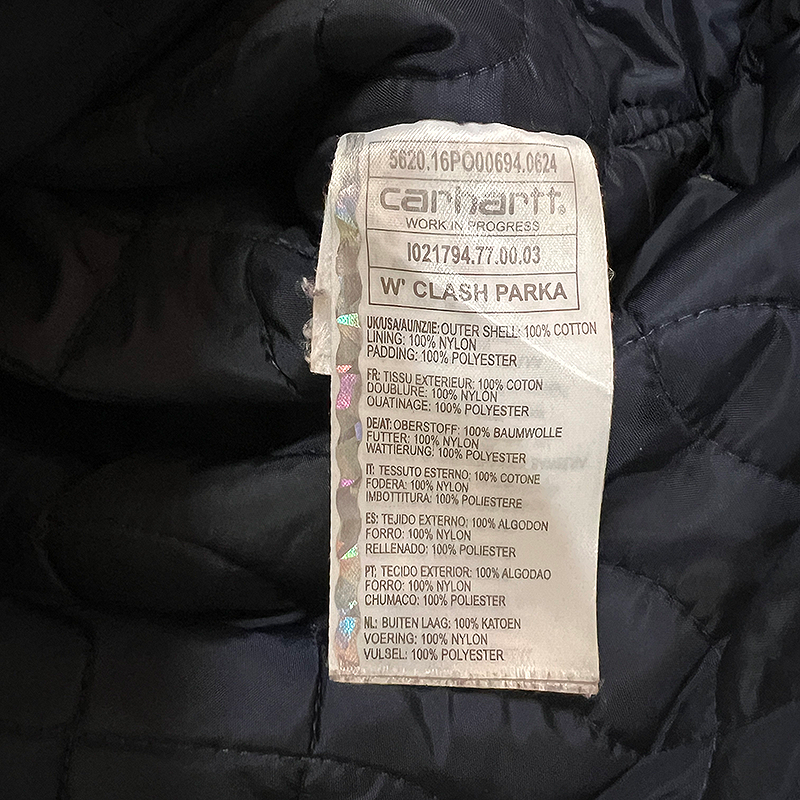 5620.16PO00694.0624
carhartt.
WORK IN PROGRESS
I021794.77.00.03
W' CLASH PARKA
UK/USA/AU/NZ/IE: OUTER SHELL: 100% COTTON
LINING: 100% NYLON
PADDING: 100% POLYESTER
FR: TISSU EXTERIEUR: 100% COTON
DOUBLURE: 100% NYLON
OUATINAGE: 100% POLYESTER
DE/AT: OBERSTOFF: 100% BAUMWOLLE
FUTTER: 100% NYLON
WATTIERUNG: 100% POLYESTER
IT: TESSUTO ESTERNO: 100% COTONE
FODERA: 100% NYLON
IMBOTTITURA: 100% POLIESTERE
ES: TEJIDO EXTERNO: 100% ALGODON
FORRO: 100% NYLON
RELLENADO: 100% POLIESTER
PT: TECIDO EXTERIOR: 100% ALGODAO
FORRO: 100% NYLON
CHUMACO: 100% POLIESTER
NL: BUITEN LAAG: 100% KATOEN
VOERING: 100% NYLON
VULSEL: 100% POLYESTER